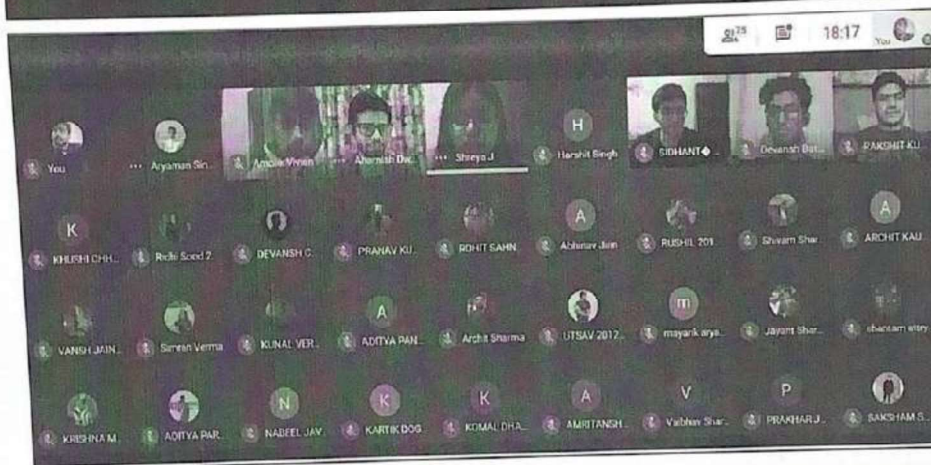 75 18:17 You
H
You ... Aryaman Sin... Amolie Vivien ... ... Shreya J Harshit Singh SIDHANT� ... Devansh Bat... RAKSHIT KU...
K A A
KHUSHI CHH... Ridhi Sood 2... DEVANSH C... PRANAV KU... ROHIT SAHN... Abhinav Jain RUSHIL 201... Shivam Shar... ARCHIT KAU...
A m
VANSH JAIN... Simran Verma KUNAL VER... ADITYA PAN... Archit Sharma UTSAV 2012... mayank arya... Jayant Shar...
N K K A V P
KRISHNA M... ADITYA PAR... NABEEL JAV... KARTIK DOG... KOMAL DHA... AMRITANSH... Vaibhav Shar... PRAKHAR J... SAKSHAM S...